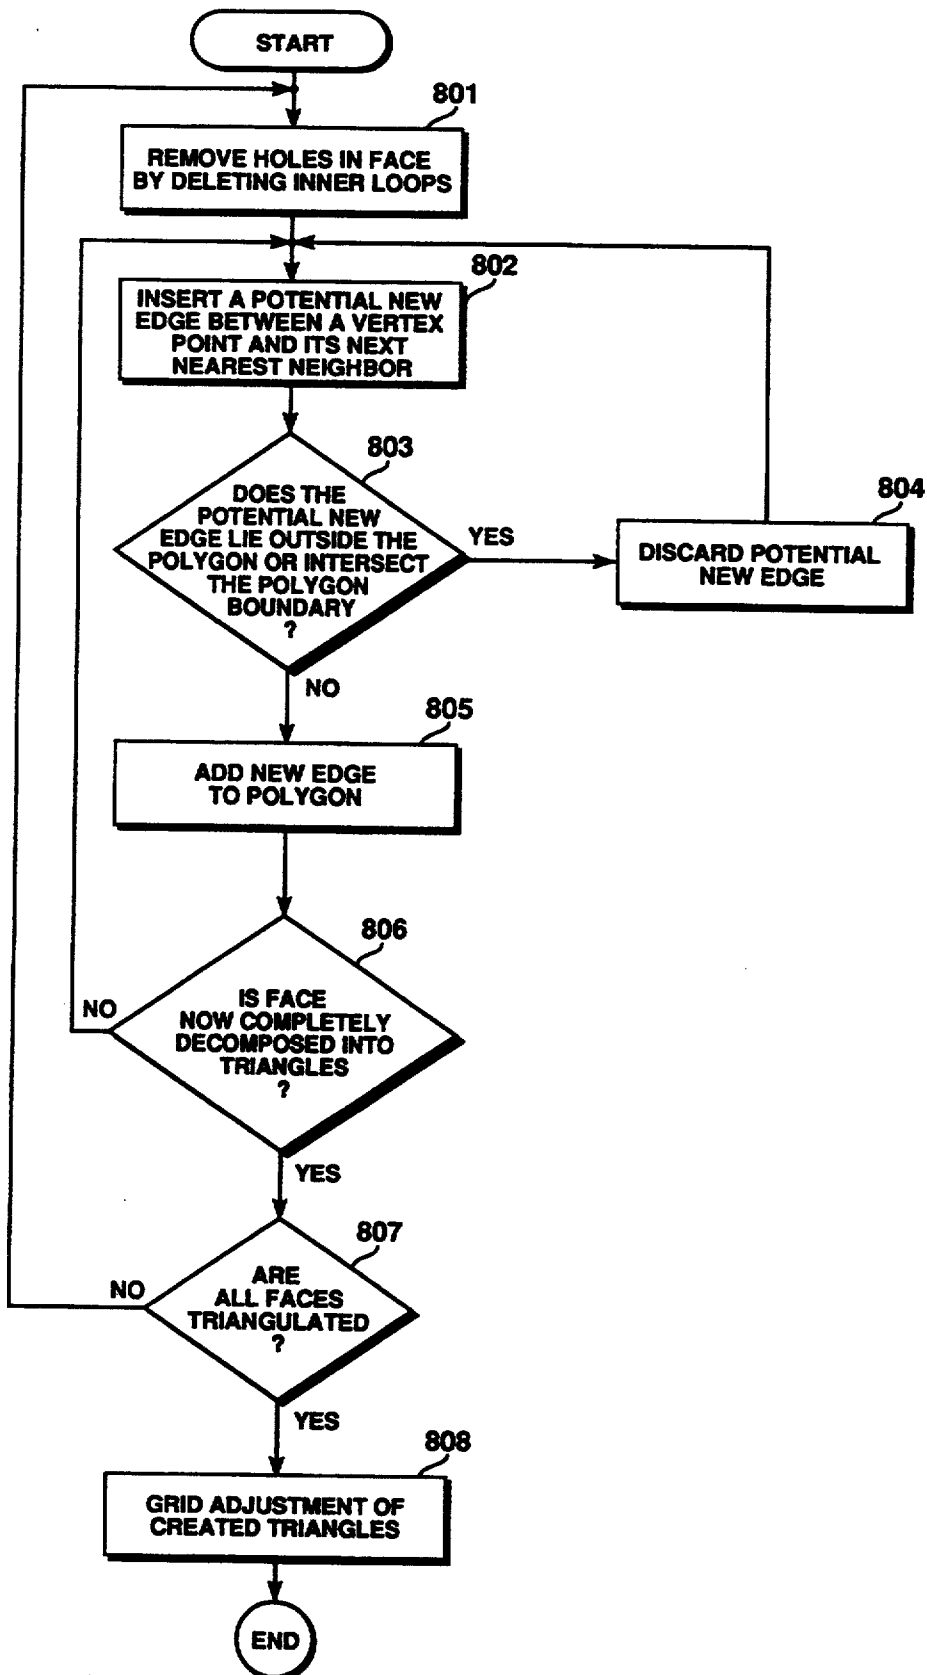 START
801
REMOVE HOLES IN FACE
BY DELETING INNER LOOPS
802
INSERT A POTENTIAL NEW
EDGE BETWEEN A VERTEX
POINT AND ITS NEXT
NEAREST NEIGHBOR
803
DOES THE
POTENTIAL NEW
EDGE LIE OUTSIDE THE
POLYGON OR INTERSECT
THE POLYGON
BOUNDARY
?
YES
804
DISCARD POTENTIAL
NEW EDGE
NO
805
ADD NEW EDGE
TO POLYGON
806
NO
IS FACE
NOW COMPLETELY
DECOMPOSED INTO
TRIANGLES
?
YES
807
NO
ARE
ALL FACES
TRIANGULATED
?
YES
808
GRID ADJUSTMENT OF
CREATED TRIANGLES
END